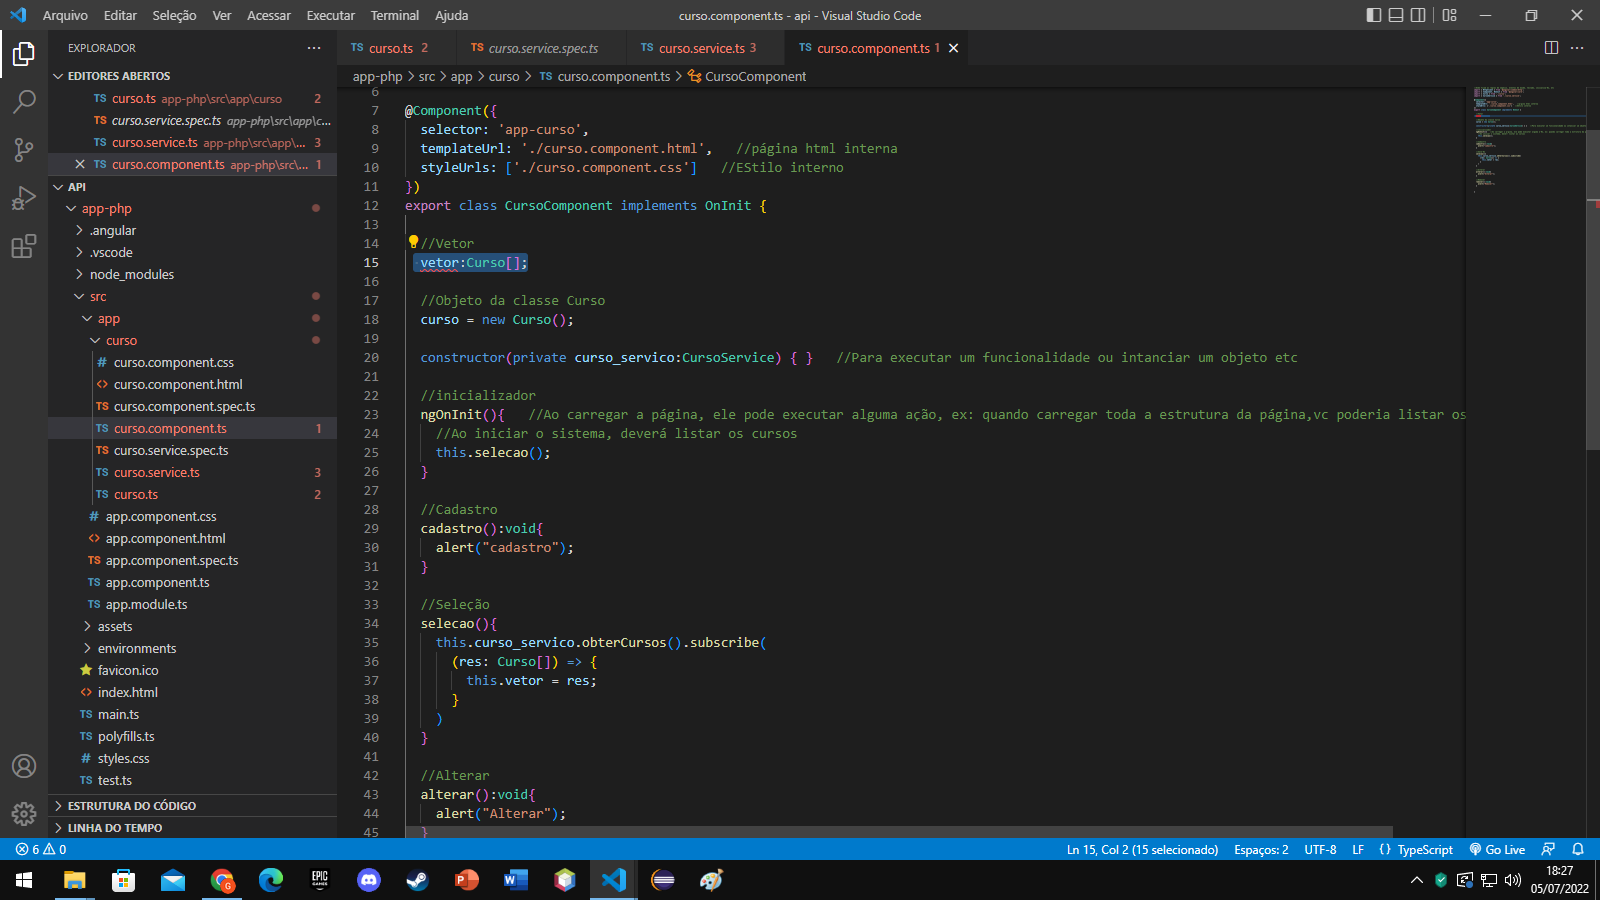 Arquivo Editar Seleção Ver Acessar Executar Terminal Ajuda
curso.component.ts - api - Visual Studio Code
EXPLORADOR
TS curso.ts 2
TS curso.service.spec.ts
TS curso.service.ts 3
TS curso.component.ts 1
EDITORES ABERTOS
TS curso.ts app-php\src\app\curso 2
TS curso.service.spec.ts app-php\src\app\c...
TS curso.service.ts app-php\src\app... 3
TS curso.component.ts app-php\src\... 1
API
app-php
.angular
.vscode
node_modules
src
app
curso
# curso.component.css
<> curso.component.html
TS curso.component.spec.ts
TS curso.component.ts 1
TS curso.service.spec.ts
TS curso.service.ts 3
TS curso.ts 2
# app.component.css
<> app.component.html
TS app.component.spec.ts
TS app.component.ts
TS app.module.ts
assets
environments
favicon.ico
<> index.html
TS main.ts
TS polyfills.ts
# styles.css
TS test.ts
ESTRUTURA DO CÓDIGO
LINHA DO TEMPO
app-php > src > app > curso > TS curso.component.ts > CursoComponent
6
7 @Component({
8 selector: 'app-curso',
9 templateUrl: './curso.component.html', //página html interna
10 styleUrls: ['./curso.component.css'] //EStilo interno
11 })
12 export class CursoComponent implements OnInit {
13
14 //Vetor
15 vetor:Curso[];
16
17 //Objeto da classe Curso
18 curso = new Curso();
19
20 constructor(private curso_servico:CursoService) { } //Para executar um funcionalidade ou intanciar um objeto etc
21
22 //inicializador
23 ngOnInit(){ //Ao carregar a página, ele pode executar alguma ação, ex: quando carregar toda a estrutura da página,vc poderia listar os
24 //Ao iniciar o sistema, deverá listar os cursos
25 this.selecao();
26 }
27
28 //Cadastro
29 cadastro():void{
30 alert("cadastro");
31 }
32
33 //Seleção
34 selecao(){
35 this.curso_servico.obterCursos().subscribe(
36 (res: Curso[]) => {
37 this.vetor = res;
38 }
39 )
40 }
41
42 //Alterar
43 alterar():void{
44 alert("Alterar");
45 }
6 0
Ln 15, Col 2 (15 selecionado) Espaços: 2 UTF-8 LF {} TypeScript Go Live
EPIC GAMES
18:27
05/07/2022